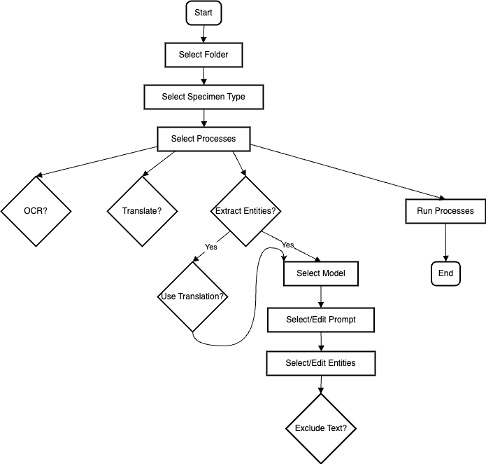 Start
Select Folder
Select Specimen Type
Select Processes
OCR?
Translate?
Extract Entities?
Run Processes
Yes
Yes
End
Use Translation?
Select Model
Select/Edit Prompt
Select/Edit Entities
Exclude Text?